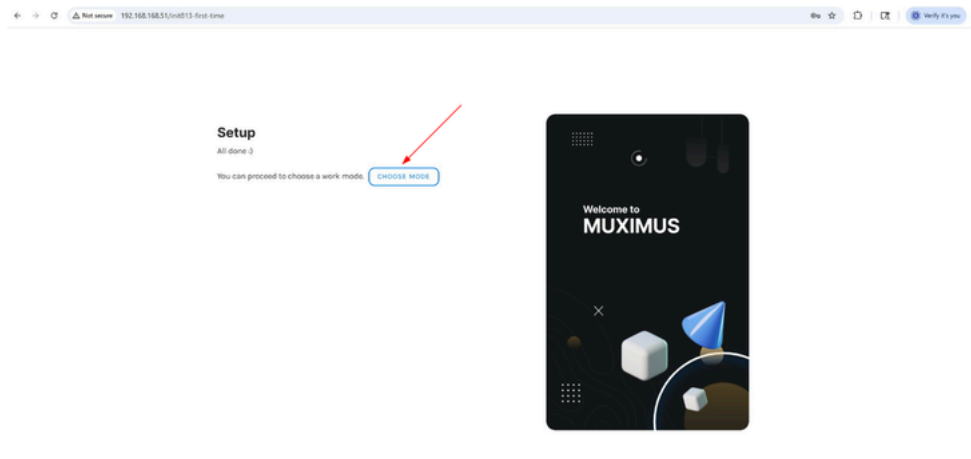 Not secure 192.168.168.51/init813-first-time
Verify it's you
Setup
All done :)
You can proceed to choose a work mode. CHOOSE MODE
Welcome to
MUXIMUS